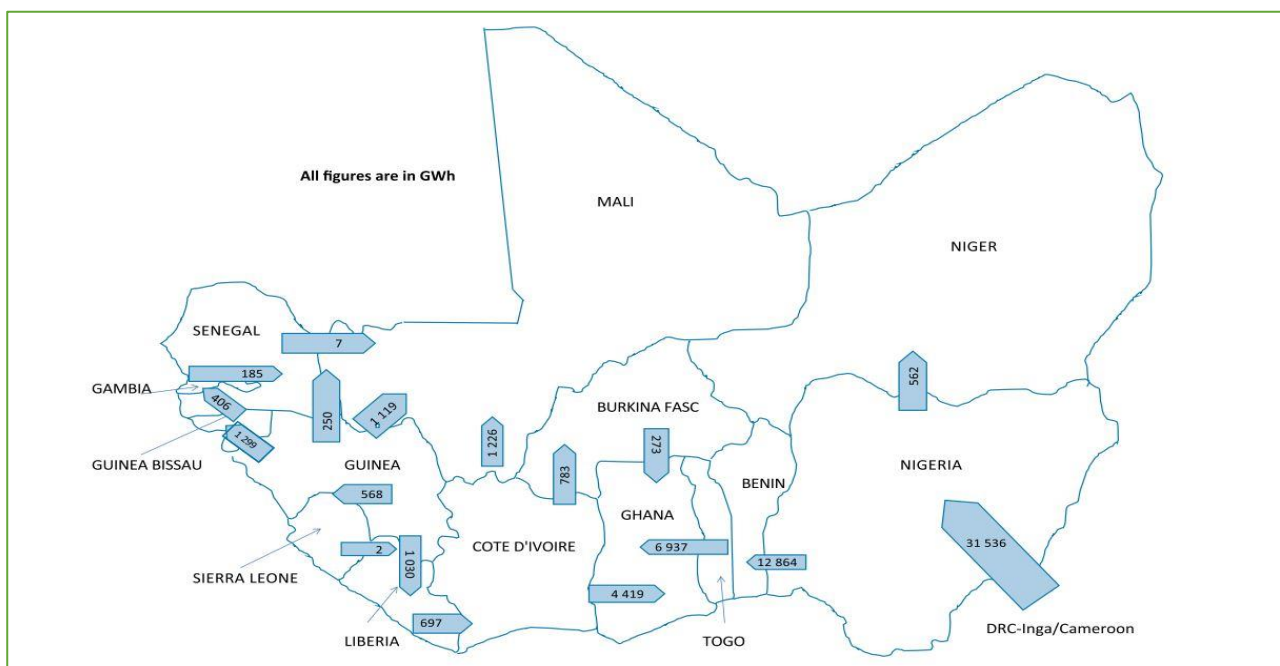 All figures are in GWh
MALI
NIGER
SENEGAL
7
185
GAMBIA
406
250
1 119
562
BURKINA FASC
1 299
1 226
273
GUINEA BISSAU
GUINEA
783
NIGERIA
BENIN
568
GHANA
COTE D'IVOIRE
6 937
31 536
2
1 030
12 864
SIERRA LEONE
4 419
697
LIBERIA
TOGO
DRC-Inga/Cameroon